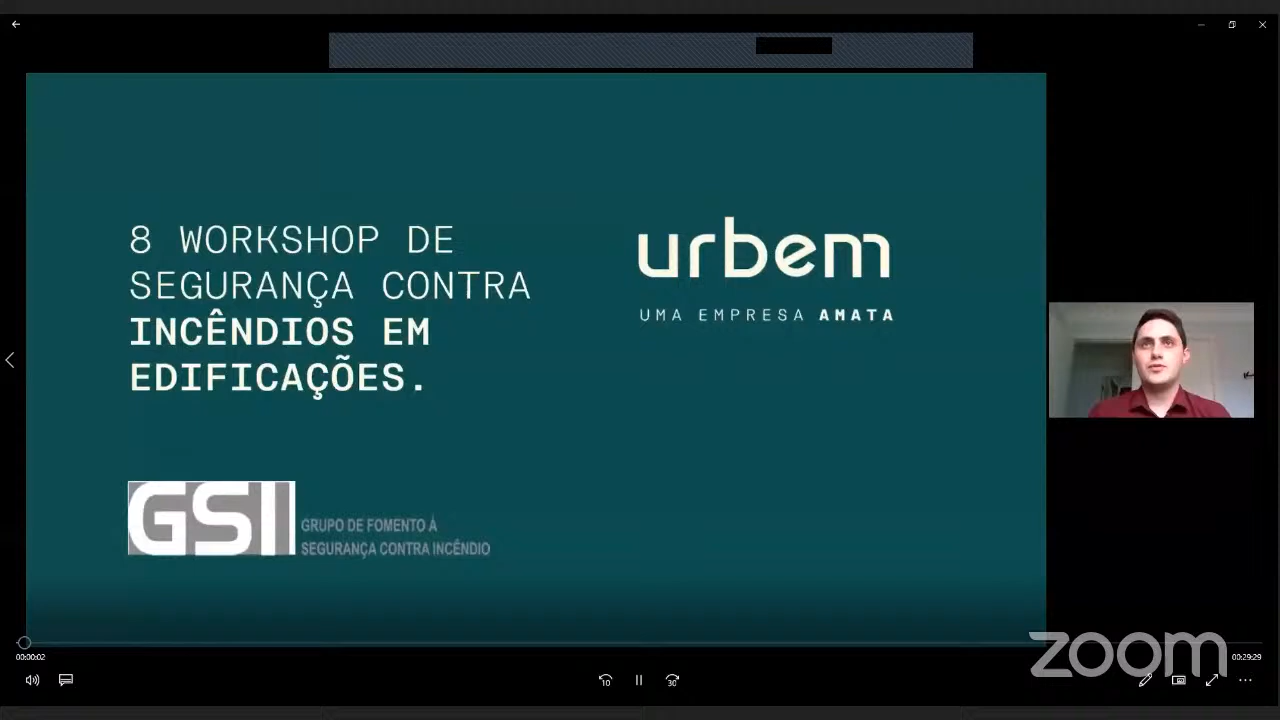 8 WORKSHOP DE
SEGURANÇA CONTRA
INCÊNDIOS EM
EDIFICAÇÕES.
urbem
UMA EMPRESA AMATA
GSI
GRUPO DE FOMENTO À
SEGURANÇA CONTRA INCÊNDIO
00:00:02
00:29:29
10
30
zoom